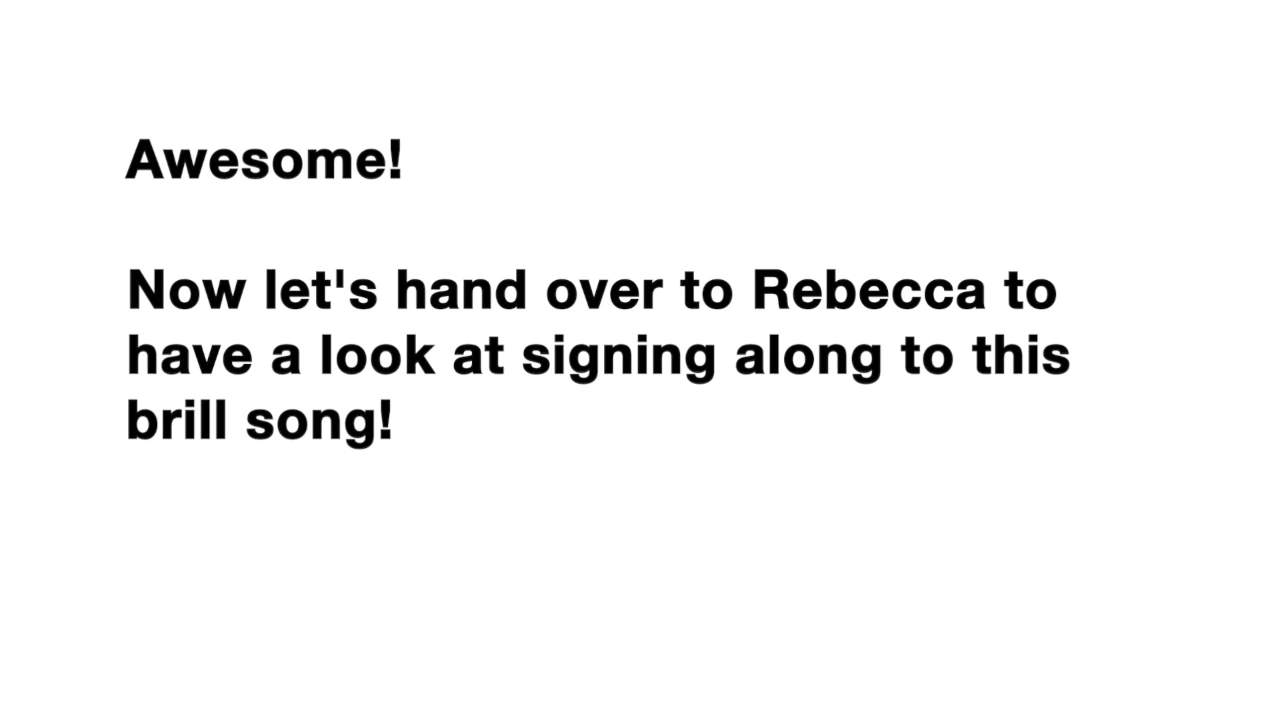 Awesome!
Now let's hand over to Rebecca to
have a look at signing along to this
brill song!